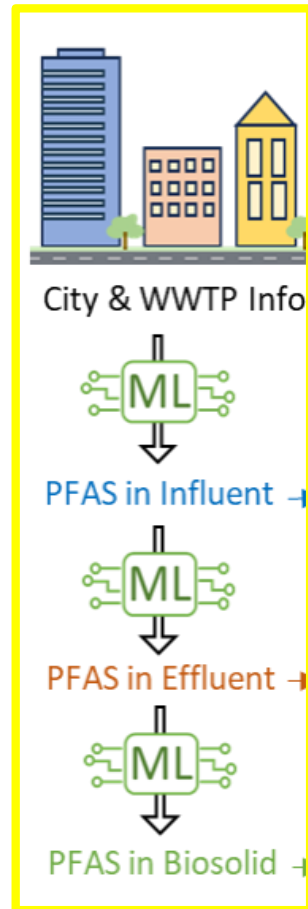 City & WWTP Info
ML
PFAS in Influent
ML
PFAS in Effluent
ML
PFAS in Biosolid